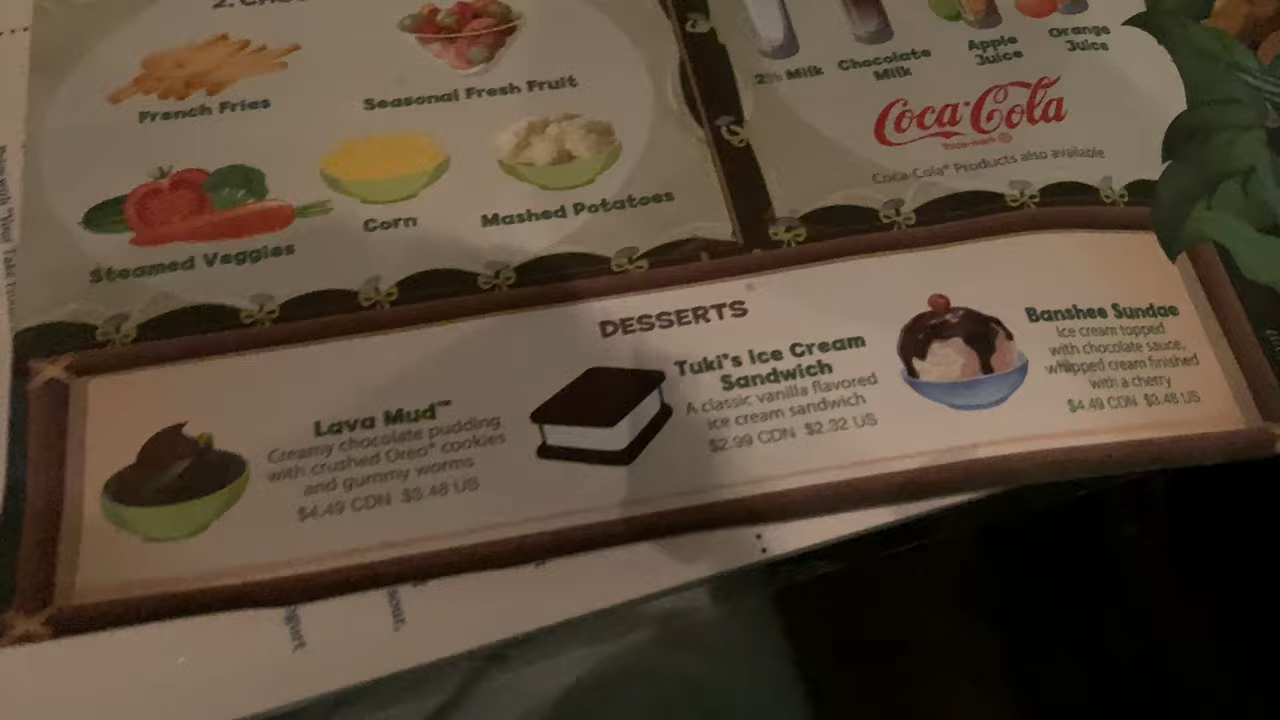 2.
French Fries
Seasonal Fresh Fruit
Steamed Veggies
Corn
Mashed Potatoes
2% Milk
Chocolate
Milk
Apple
Juice
Orange
Juice
Coca-Cola
Trade-mark ®
Coca-Cola® Products also available
DESSERTS
Lava Mud™
Creamy chocolate pudding
with crushed Oreo® cookies
and gummy worms
$4.49 CDN $3.48 US
Tuki's Ice Cream
Sandwich
A classic vanilla flavored
ice cream sandwich
$2.99 CDN $2.32 US
Banshee Sundae
Ice cream topped
with chocolate sauce,
whipped cream finished
with a cherry
$4.49 CDN $3.48 US